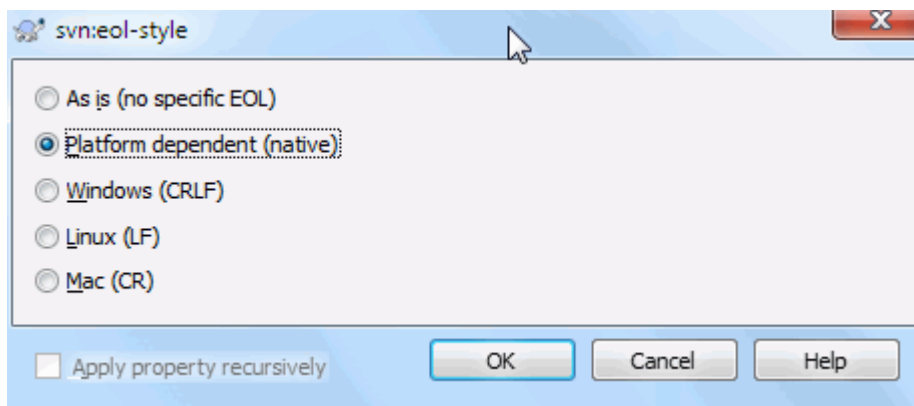 svn:eol-style
As is (no specific EOL)
Platform dependent (native)
Windows (CRLF)
Linux (LF)
Mac (CR)
Apply property recursively OK Cancel Help